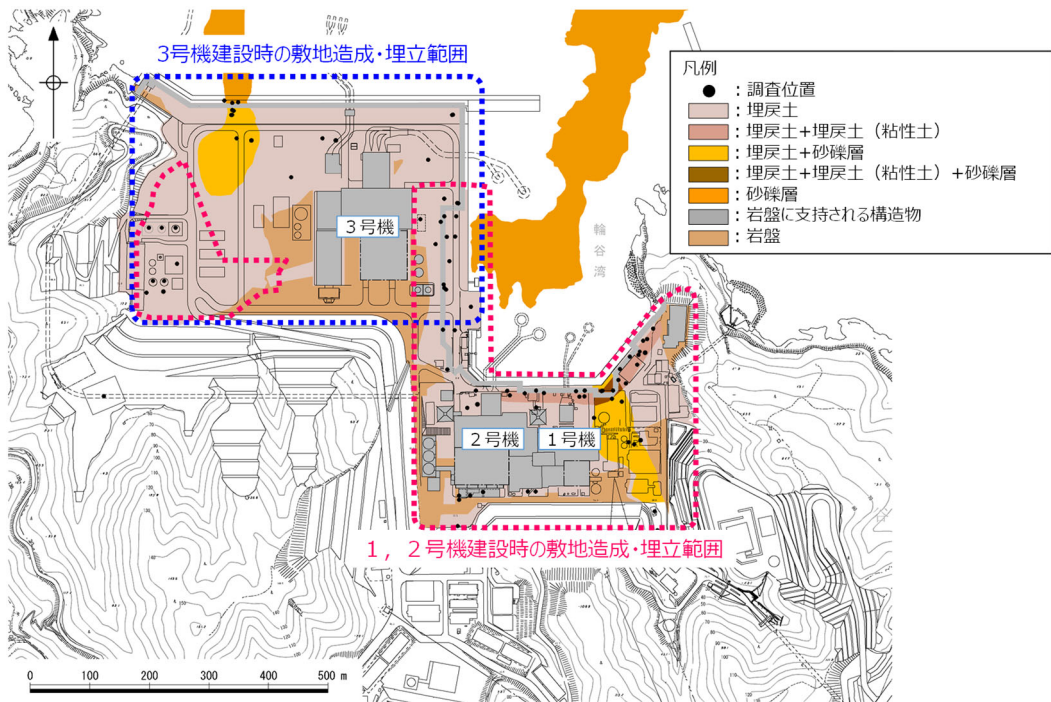 3号機建設時の敷地造成・埋立範囲
凡例
：調査位置
：埋戻土
：埋戻土+埋戻土（粘性土）
：埋戻土+砂礫層
：埋戻土+埋戻土（粘性土）+砂礫層
：砂礫層
：岩盤に支持される構造物
：岩盤
3号機
輪谷湾
2号機
1号機
1，2号機建設時の敷地造成・埋立範囲
0 100 200 300 400 500 m